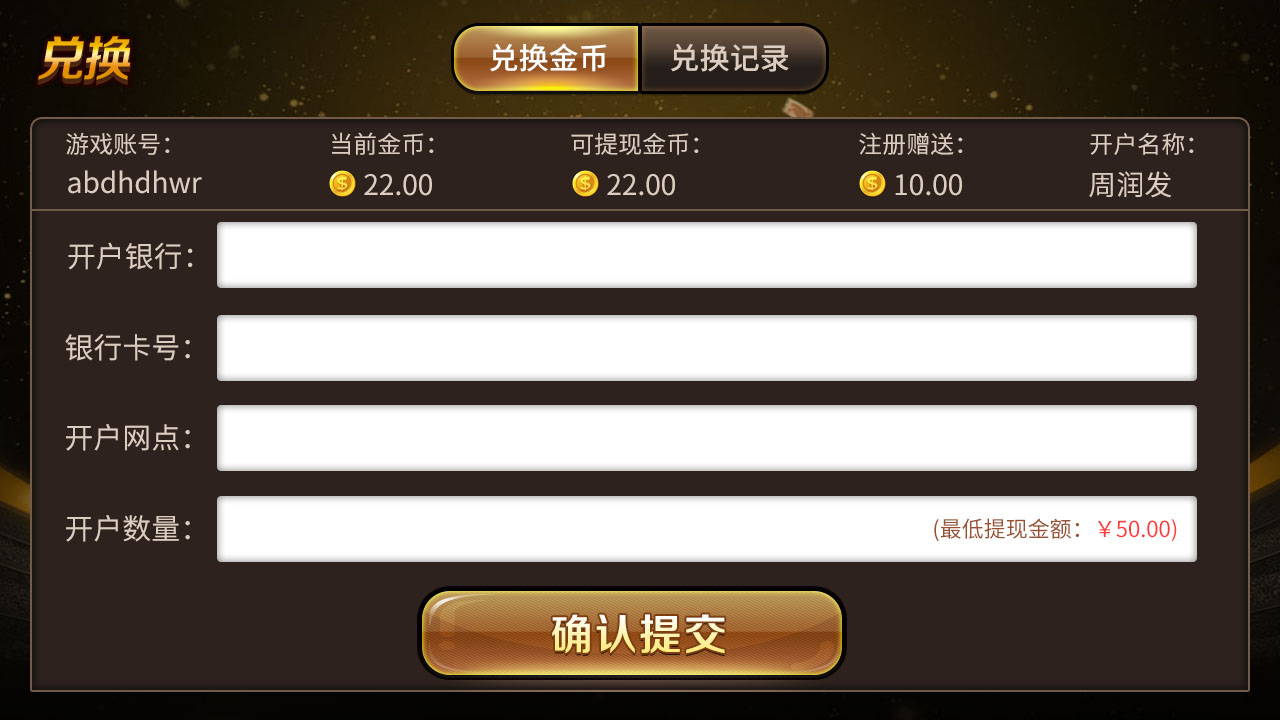 兑换
兑换金币 兑换记录
游戏账号： 当前金币： 可提现金币： 注册赠送： 开户名称：
abdhdhwr 22.00 22.00 10.00 周润发
开户银行：
银行卡号：
开户网点：
开户数量： (最低提现金额：￥50.00)
确认提交